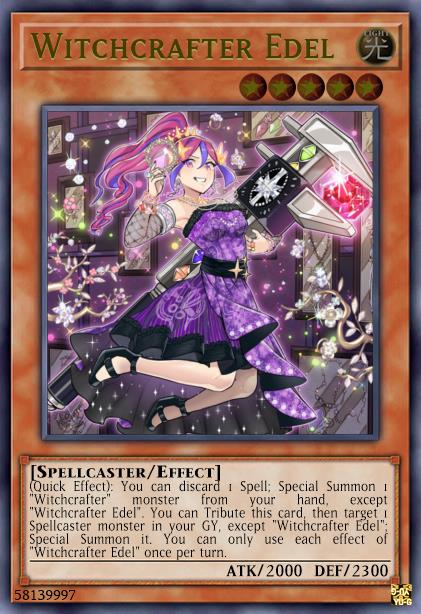 WITCHCRAFTER EDEL
LIGHT
光
[SPELLCASTER/EFFECT]
(Quick Effect): You can discard 1 Spell; Special Summon 1
"Witchcrafter" monster from your hand, except
"Witchcrafter Edel". You can Tribute this card, then target 1
Spellcaster monster in your GY, except "Witchcrafter Edel";
Special Summon it. You can only use each effect of
"Witchcrafter Edel" once per turn.
ATK/2000 DEF/2300
58139997